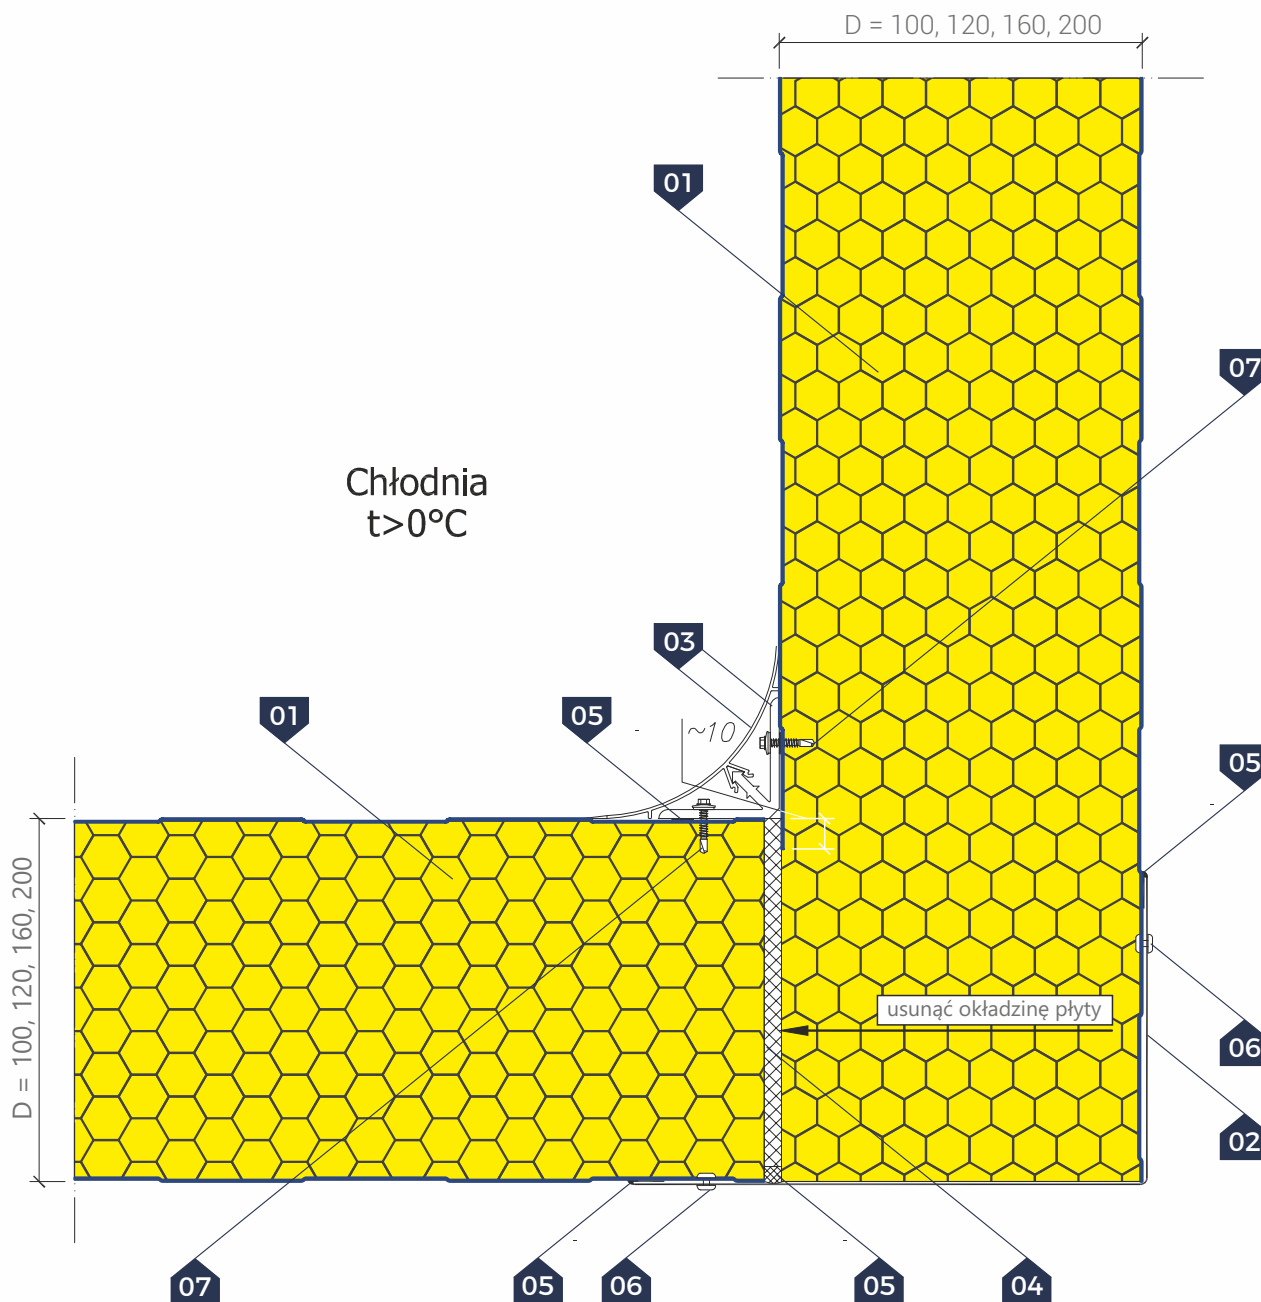 D = 100, 120, 160, 200
01
07
Chłodnia
t>0°C
03
01
05
~10
05
D = 100, 120, 160, 200
usunąć okładzinę płyty
06
02
07
05
06
05
04